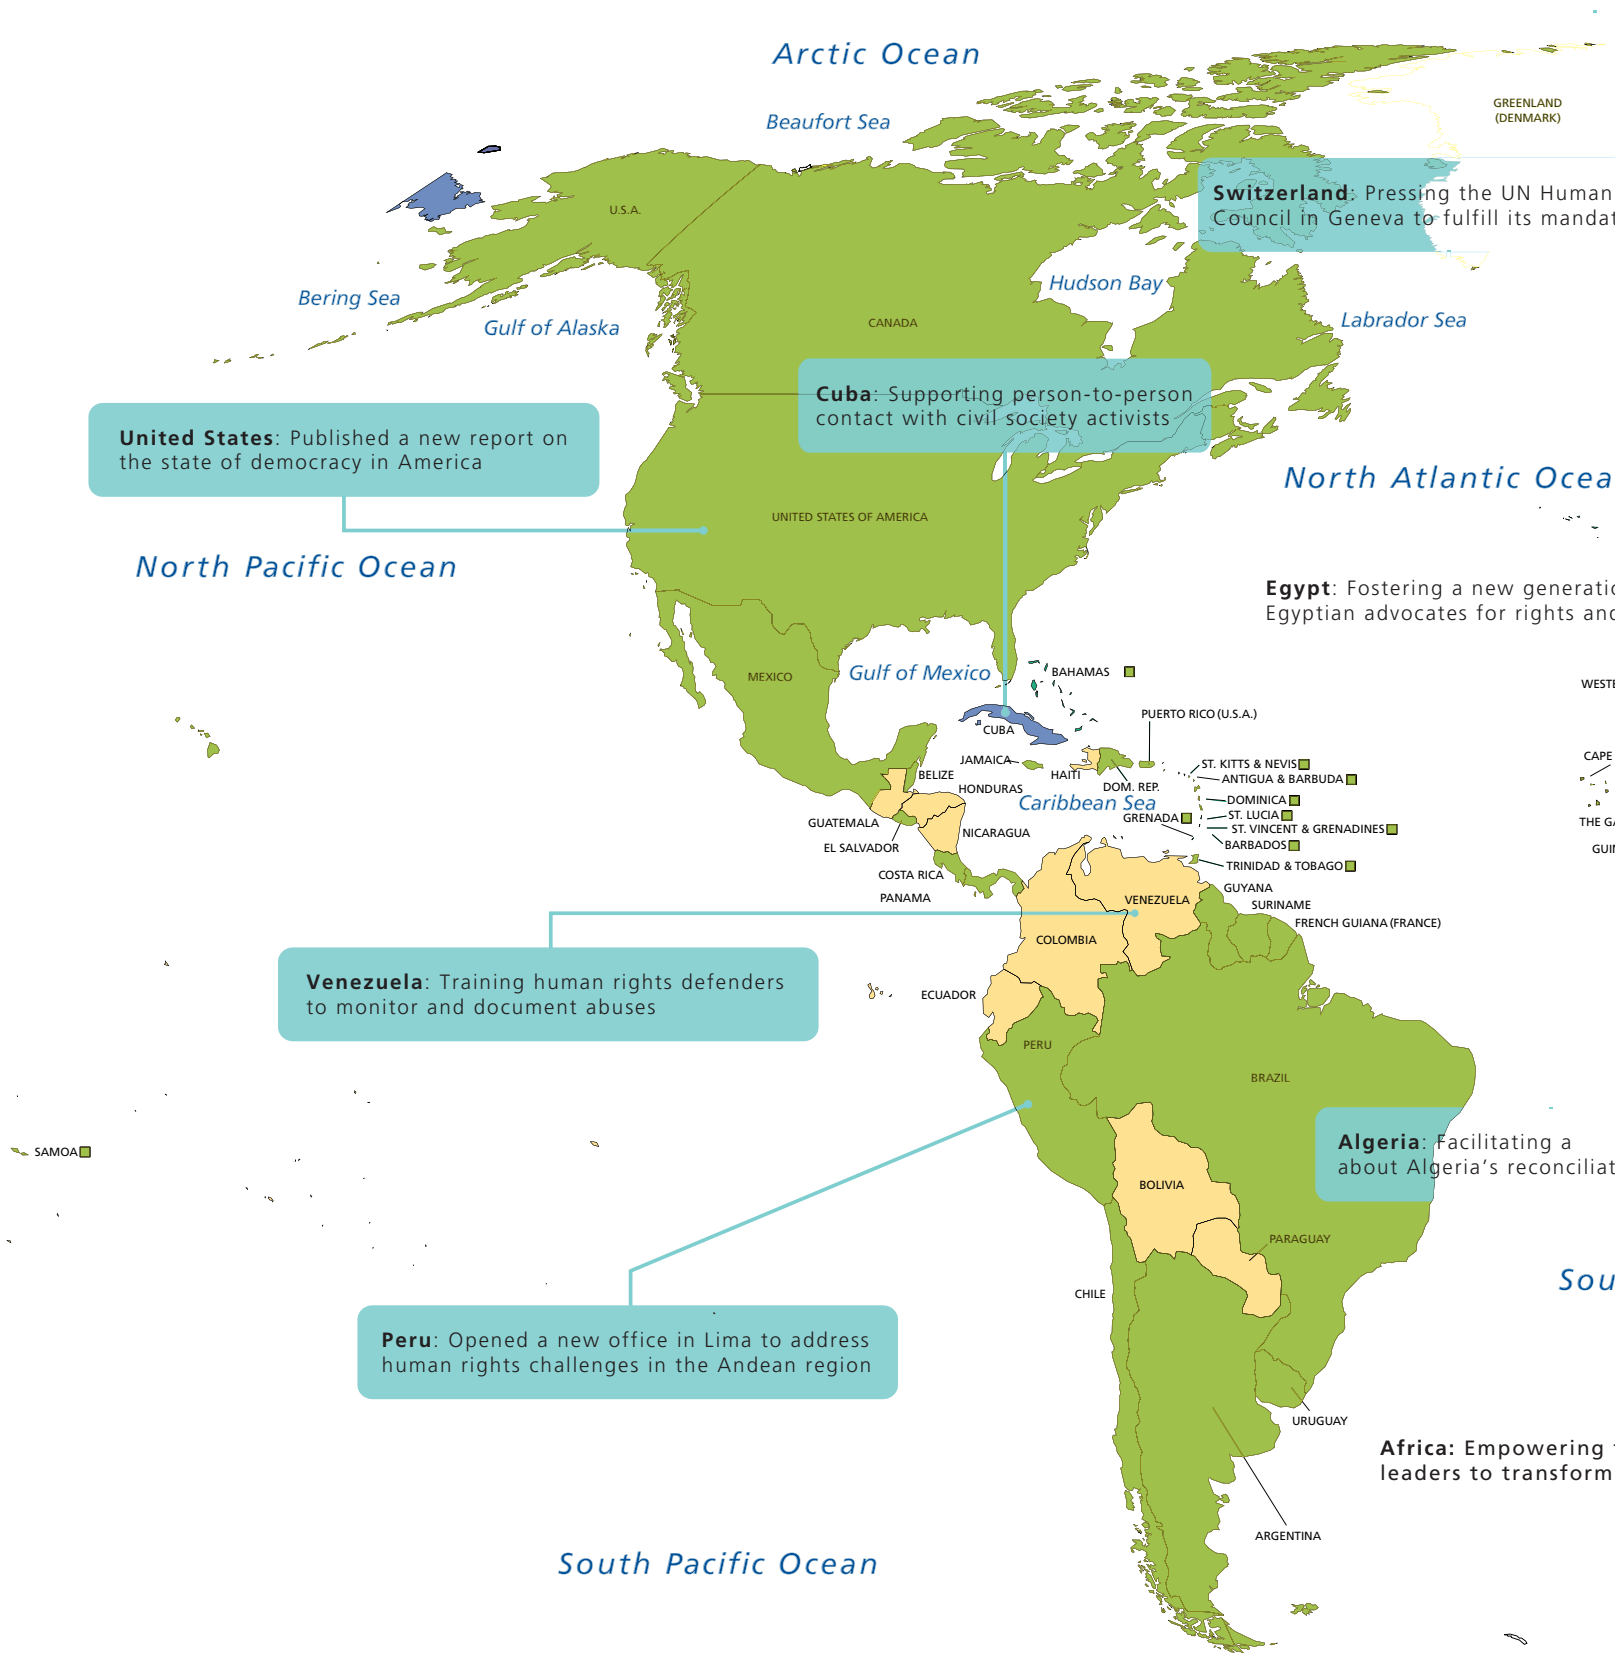 Arctic Ocean
Beaufort Sea
GREENLAND
(DENMARK)
Switzerland: Pressing the UN Human
Council in Geneva to fulfill its
U.S.A.
Bering Sea
Gulf of Alaska
Hudson Bay
Labrador Sea
CANADA
Cuba: Supporting person-to-person
contact with civil society activists
United States: Published a new report on
the state of democracy in America
North Atlantic
UNITED STATES OF AMERICA
North Pacific Ocean
Egypt: Fostering a new
Egyptian advocates for rights
MEXICO
Gulf of Mexico
BAHAMAS
PUERTO RICO (U.S.A.)
CUBA
JAMAICA
HAITI
DOM. REP.
CAPE
ST. KITTS & NEVIS
ANTIGUA & BARBUDA
BELIZE
HONDURAS
Caribbean Sea
DOMINICA
ST. LUCIA
GRENADA
ST. VINCENT & GRENADINES
BARBADOS
GUATEMALA
NICARAGUA
EL SALVADOR
THE
TRINIDAD & TOBAGO
COSTA RICA
PANAMA
VENEZUELA
GUYANA
SURINAME
FRENCH GUIANA (FRANCE)
COLOMBIA
Venezuela: Training human rights defenders
to monitor and document abuses
ECUADOR
PERU
BRAZIL
SAMOA
Algeria: Facilitating a
about Algeria's
BOLIVIA
PARAGUAY
CHILE
Peru: Opened a new office in Lima to address
human rights challenges in the Andean region
URUGUAY
Africa: Empowering
leaders to transform
ARGENTINA
South Pacific Ocean